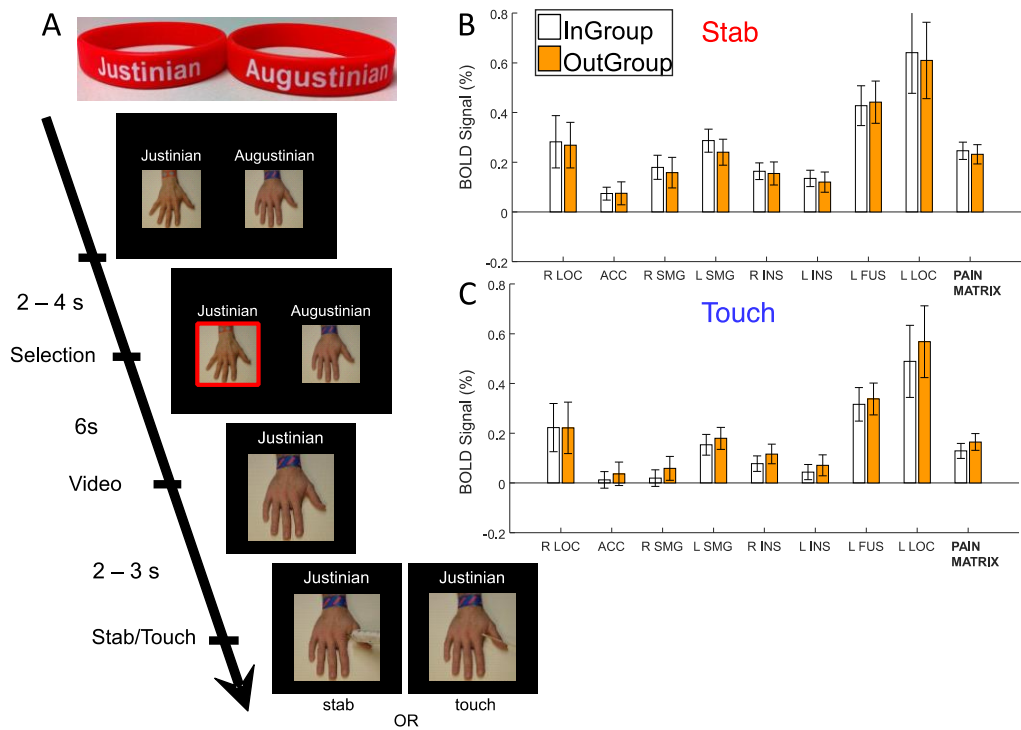 A
Justinian
Augustinian
Justinian Augustinian
2 – 4 s
Selection
Justinian Augustinian
6s
Video
Justinian
2 – 3 s
Stab/Touch
Justinian Justinian
stab touch
OR
B
InGroup
OutGroup
Stab
BOLD Signal (%)
0.8
0.6
0.4
0.2
0
-0.2
R LOC ACC R SMG L SMG R INS L INS L FUS L LOC PAIN
MATRIX
C
Touch
BOLD Signal (%)
0.8
0.6
0.4
0.2
0
-0.2
R LOC ACC R SMG L SMG R INS L INS L FUS L LOC PAIN
MATRIX